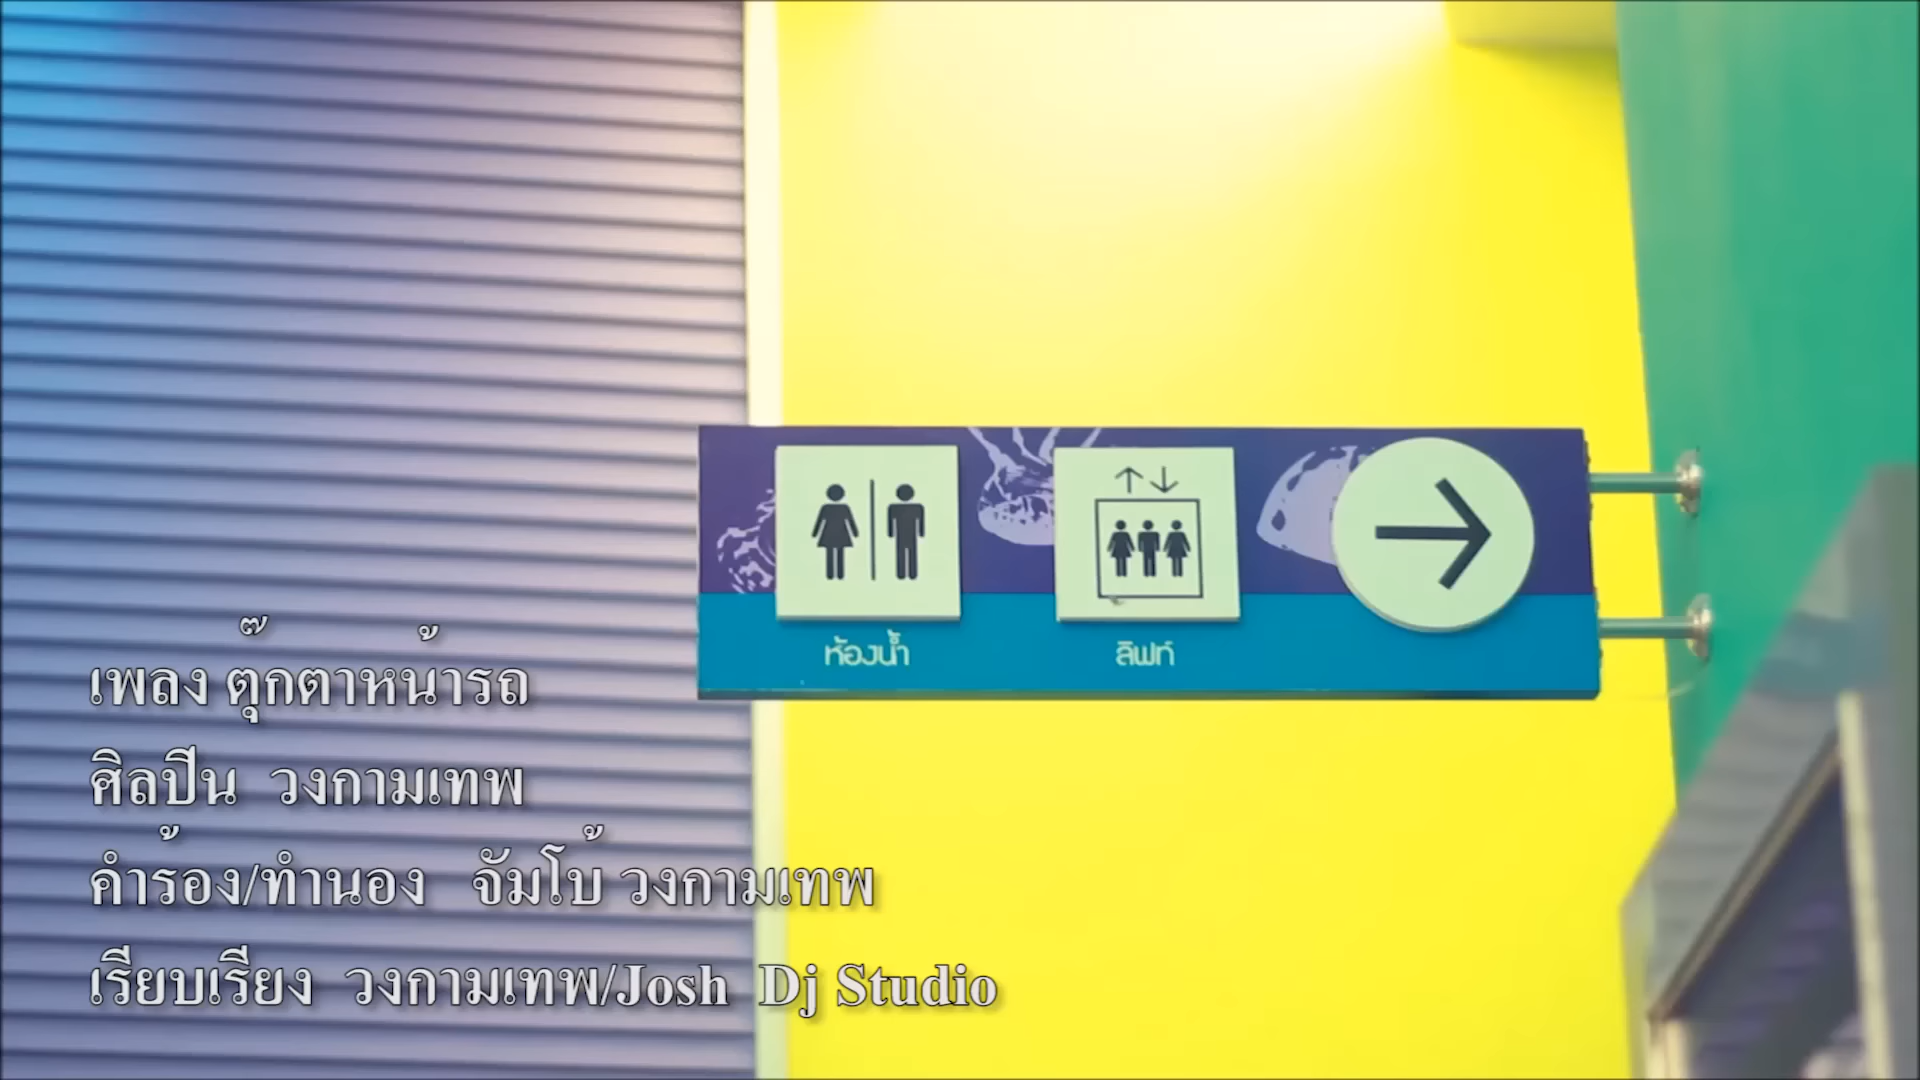 ห้องน้ำ
ลิฟท์
เพลง ตุ๊กตาหน้ารถ
ศิลปิน วงกามเทพ
คำร้อง/ทำนอง จัมโบ้ วงกามเทพ
เรียบเรียง วงกามเทพ/Josh Dj Studio